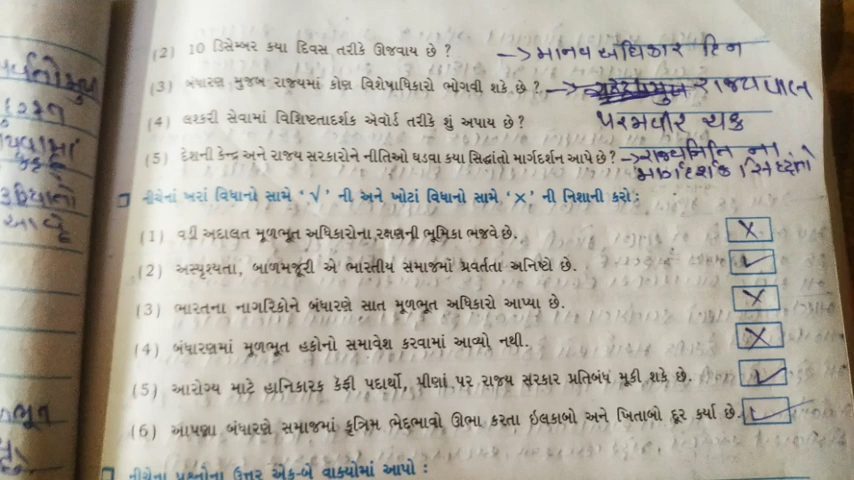 (2) 10 ડિસેમ્બર કયા દિવસ તરીકે ઊજવાય છે ? -> માનવ અધિકાર દિન
(3) બંધારણ મુજબ રાજ્યમાં કોણ વિશેષાધિકારો ભોગવી શકે છે ? -> રાજ્યપાલ
(4) લશ્કરી સેવામાં વિશિષ્ટતાદર્શક એવોર્ડ તરીકે શું અપાય છે ? પરમવીર ચક્ર
(5) દેશની કેન્દ્ર અને રાજ્ય સરકારોને નીતિઓ ઘડવા કયા સિદ્ધાંતો માર્ગદર્શન આપે છે ? -> રાજ્યનિતિ ના
માર્ગદર્શક સિધ્ધંતો
નીચેનાં ખરાં વિધાનો સામે ‘√’ ની અને ખોટાં વિધાનો સામે ‘×’ ની નિશાની કરો :
(1) વડી અદાલત મૂળભૂત અધિકારોના રક્ષણની ભૂમિકા ભજવે છે. ×
(2) અસ્પૃશ્યતા, બાળમજૂરી એ ભારતીય સમાજમાં પ્રવર્તતા અનિષ્ટો છે. ✓
(3) ભારતના નાગરિકોને બંધારણે સાત મૂળભૂત અધિકારો આપ્યા છે. ×
(4) બંધારણમાં મૂળભૂત હકોનો સમાવેશ કરવામાં આવ્યો નથી. ×
(5) આરોગ્ય માટે હાનિકારક કેફી પદાર્થો, પીણાં પર રાજ્ય સરકાર પ્રતિબંધ મૂકી શકે છે. ✓
(6) આપણા બંધારણે સમાજમાં કૃત્રિમ ભેદભાવો ઊભા કરતા ઇલકાબો અને ખિતાબો દૂર કર્યા છે. ✓
નીચેના પ્રશ્નોના ઉત્તર એક-બે વાક્યોમાં આપો :